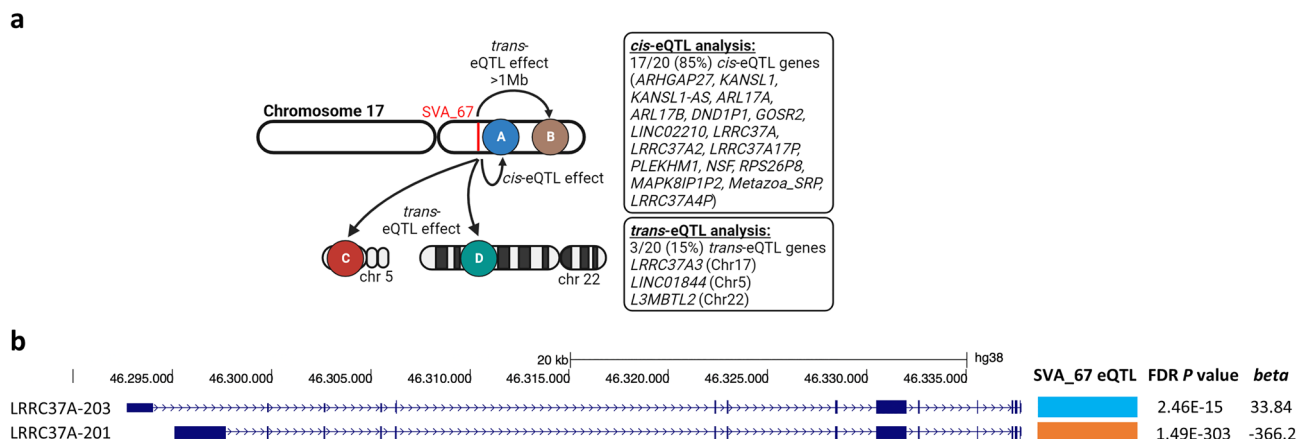 a
trans-
eQTL effect
>1Mb
Chromosome 17
SVA_67
A
B
cis-eQTL effect
trans-
eQTL effect
C
chr 5
D
chr 22
cis-eQTL analysis:
17/20 (85%) cis-eQTL genes
(ARHGAP27, KANSL1,
KANSL1-AS, ARL17A,
ARL17B, DND1P1, GOSR2,
LINC02210, LRRC37A,
LRRC37A2, LRRC37A17P,
PLEKHM1, NSF, RPS26P8,
MAPK8IP1P2, Metazoa_SRP,
LRRC37A4P)
trans-eQTL analysis:
3/20 (15%) trans-eQTL genes
LRRC37A3 (Chr17)
LINC01844 (Chr5)
L3MBTL2 (Chr22)
b
20 kb hg38
46.295.000 46.300.000 46.305.000 46.310.000 46.315.000 46.320.000 46.325.000 46.330.000 46.335.000
SVA_67 eQTL FDR P value beta
LRRC37A-203 2.46E-15 33.84
LRRC37A-201 1.49E-303 -366.2